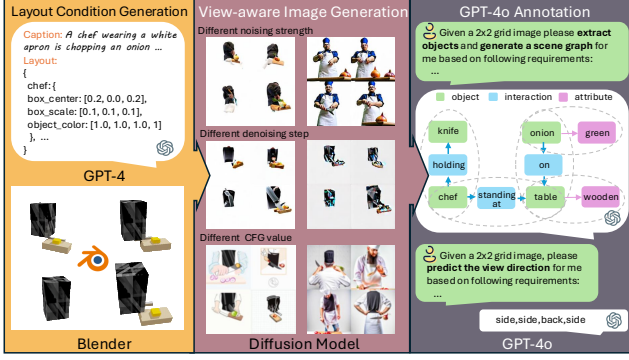 Layout Condition Generation
Caption: A chef wearing a white
apron is chopping an onion ...
Layout:
{
chef: {
box_center: [0.2, 0.0, 0.2],
box_scale: [0.1, 0.1, 0.1],
object_color: [1.0, 1.0, 1.0, 1]
}, ...
}
GPT-4
Blender
View-aware Image Generation
Different noising strength
Different denoising step
Different CFG value
Diffusion Model
GPT-4o Annotation
Given a 2x2 grid image please extract
objects and generate a scene graph for
me based on following requirements:
...
object interaction attribute
knife
onion
green
holding
on
chef
standing
at
table
wooden
Given a 2x2 grid image, please
predict the view direction for me
based on following requirements:
...
side,side,back,side
GPT-4o